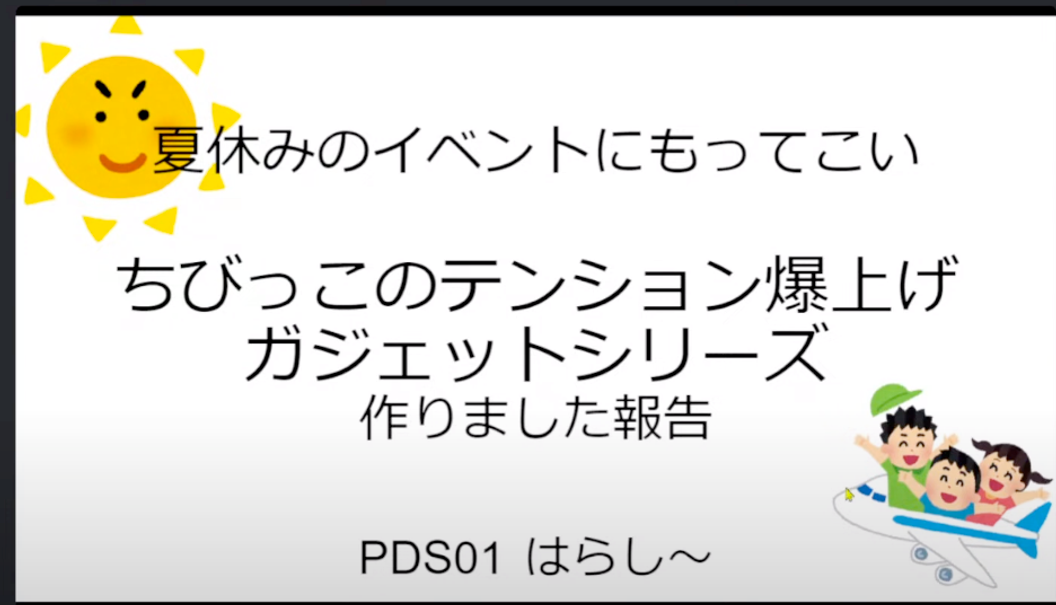 夏休みのイベントにもってこい
ちびっこのテンション爆上げ
ガジェットシリーズ
作りました報告
PDS01 はらし～